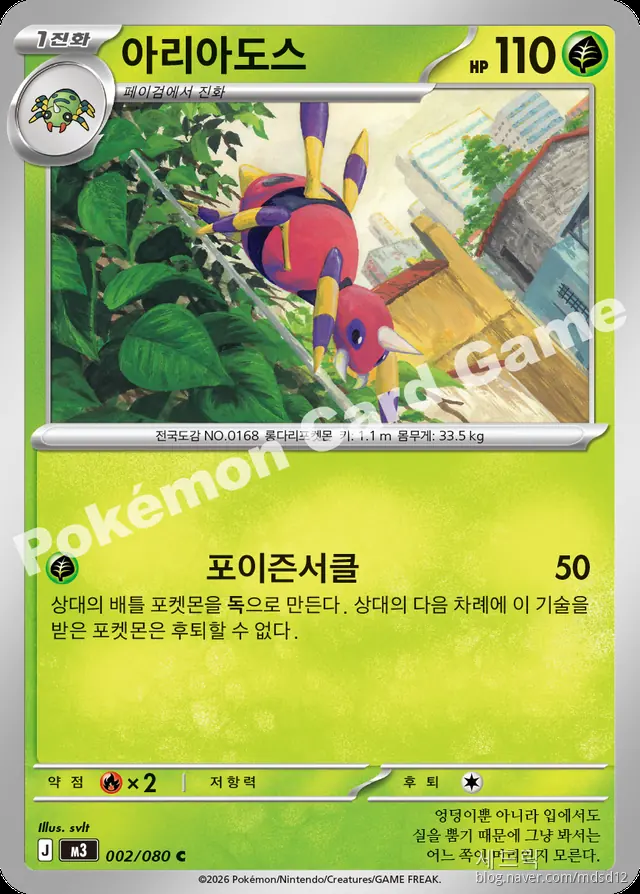 1진화
아리아도스
HP 110
페이검에서 진화
Pokémon Card Game
전국도감 NO.0168 롱다리포켓몬 키: 1.1 m 몸무게: 33.5 kg
포이즌서클 50
상대의 배틀 포켓몬을 독으로 만든다. 상대의 다음 차례에 이 기술을
받은 포켓몬은 후퇴할 수 없다.
약점 ×2 저항력 후퇴
Illus. svlt
J M3 002/080 C
엉덩이뿐 아니라 입에서도
실을 뿜기 때문에 그냥 봐서는
어느 쪽이 머리인지 모른다.
blog.naver.com/mdsd12
©2026 Pokémon/Nintendo/Creatures/GAME FREAK.